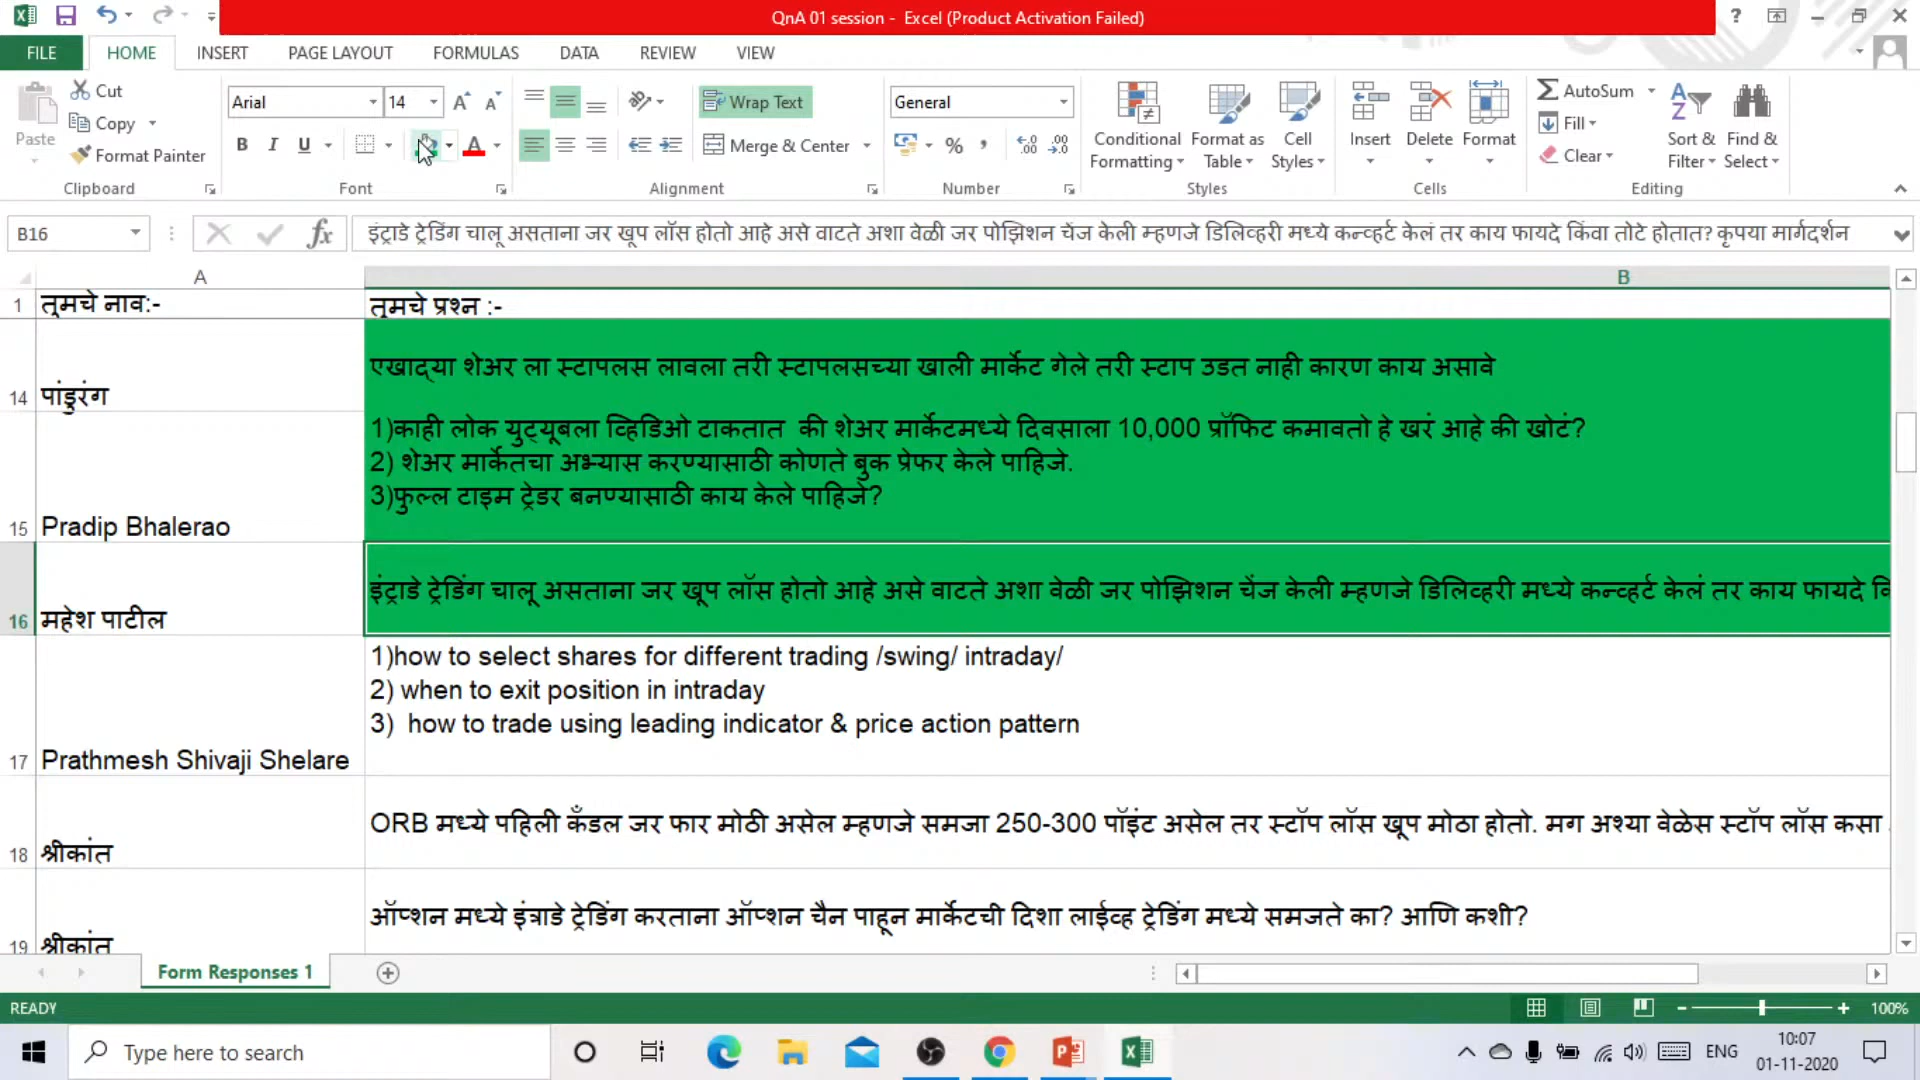 QnA 01 session - Excel (Product Activation Failed)
FILE HOME INSERT PAGE LAYOUT FORMULAS DATA REVIEW VIEW
Paste
Cut
Copy
Format Painter
Clipboard
Arial 14
B I U
Font
Wrap Text
Merge & Center
Alignment
General
%
Number
Conditional Formatting
Format as Table
Cell Styles
Styles
Insert
Delete
Format
Cells
AutoSum
Fill
Clear
Sort & Filter
Find & Select
Editing
B16
fx
इंट्राडे ट्रेडिंग चालू असताना जर खूप लॉस होतो आहे असे वाटते अशा वेळी जर पोझिशन चेंज केली म्हणजे डिलिव्हरी मध्ये कन्व्हर्ट केलं तर काय फायदे किंवा तोटे होतात? कृपया मार्गदर्शन
A B
1 तुमचे नाव:- तुमचे प्रश्न :-
एखाद्या शेअर ला स्टापलस लावला तरी स्टापलसच्या खाली मार्केट गेले तरी स्टाप उडत नाही कारण काय असावे
14 पांडुरंग
1)काही लोक युट्यूबला व्हिडिओ टाकतात की शेअर मार्केटमध्ये दिवसाला 10,000 प्रॉफिट कमावतो हे खरं आहे की खोटं?
2) शेअर मार्केतचा अभ्यास करण्यासाठी कोणते बुक प्रेफर केले पाहिजे.
3)फुल्ल टाइम ट्रेडर बनण्यासाठी काय केले पाहिजे?
15 Pradip Bhalerao
इंट्राडे ट्रेडिंग चालू असताना जर खूप लॉस होतो आहे असे वाटते अशा वेळी जर पोझिशन चेंज केली म्हणजे डिलिव्हरी मध्ये कन्व्हर्ट केलं तर काय फायदे
16 महेश पाटील
1)how to select shares for different trading /swing/ intraday/
2) when to exit position in intraday
3) how to trade using leading indicator & price action pattern
17 Prathmesh Shivaji Shelare
ORB मध्ये पहिली कँडल जर फार मोठी असेल म्हणजे समजा 250-300 पॉइंट असेल तर स्टॉप लॉस खूप मोठा होतो. मग अश्या वेळेस स्टॉप लॉस कसा
18 श्रीकांत
ऑप्शन मध्ये इंत्राडे ट्रेडिंग करताना ऑप्शन चैन पाहून मार्केटची दिशा लाईव्ह ट्रेडिंग मध्ये समजते का? आणि कशी?
19 श्रीकांत
Form Responses 1
READY
100%
Type here to search
ENG
10:07
01-11-2020